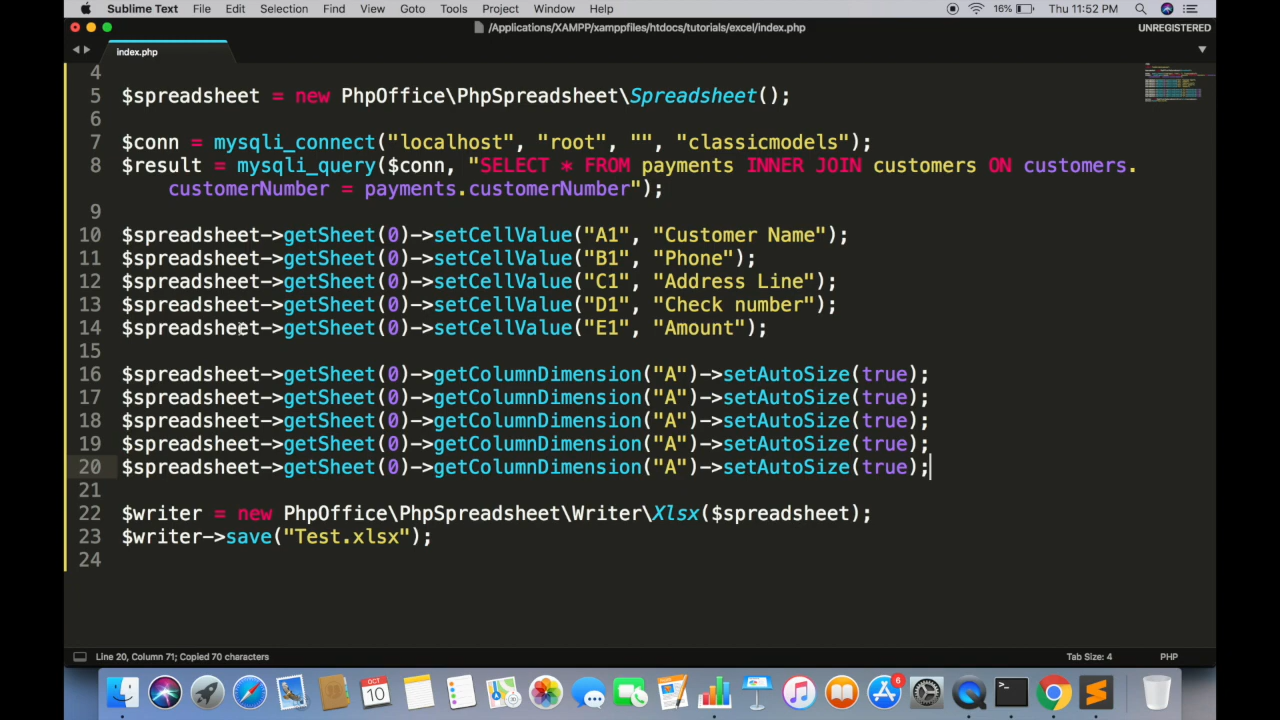 Sublime Text File Edit Selection Find View Goto Tools Project Window Help 16% Thu 11:52 PM
/Applications/XAMPP/xamppfiles/htdocs/tutorials/excel/index.php UNREGISTERED
index.php
4
5 $spreadsheet = new PhpOffice\PhpSpreadsheet\Spreadsheet();
6
7 $conn = mysqli_connect("localhost", "root", "", "classicmodels");
8 $result = mysqli_query($conn, "SELECT * FROM payments INNER JOIN customers ON customers.
customerNumber = payments.customerNumber");
9
10 $spreadsheet->getSheet(0)->setCellValue("A1", "Customer Name");
11 $spreadsheet->getSheet(0)->setCellValue("B1", "Phone");
12 $spreadsheet->getSheet(0)->setCellValue("C1", "Address Line");
13 $spreadsheet->getSheet(0)->setCellValue("D1", "Check number");
14 $spreadsheet->getSheet(0)->setCellValue("E1", "Amount");
15
16 $spreadsheet->getSheet(0)->getColumnDimension("A")->setAutoSize(true);
17 $spreadsheet->getSheet(0)->getColumnDimension("A")->setAutoSize(true);
18 $spreadsheet->getSheet(0)->getColumnDimension("A")->setAutoSize(true);
19 $spreadsheet->getSheet(0)->getColumnDimension("A")->setAutoSize(true);
20 $spreadsheet->getSheet(0)->getColumnDimension("A")->setAutoSize(true);
21
22 $writer = new PhpOffice\PhpSpreadsheet\Writer\Xlsx($spreadsheet);
23 $writer->save("Test.xlsx");
24
Line 20, Column 71; Copied 70 characters Tab Size: 4 PHP
OCT
10
6